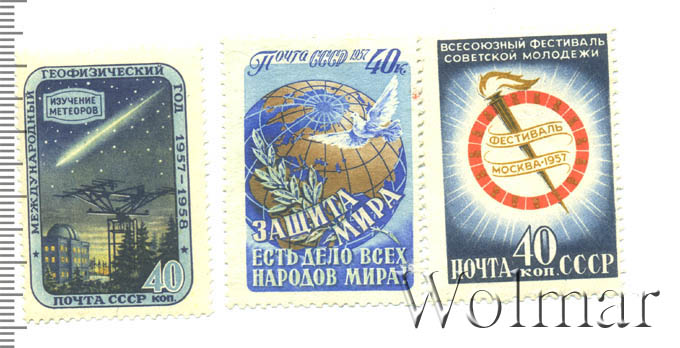 МЕЖДУНАРОДНЫЙ ГЕОФИЗИЧЕСКИЙ ГОД 1957-1958
ИЗУЧЕНИЕ
МЕТЕОРОВ
40
ПОЧТА СССР КОП.
Почта СССР 1957 40К
ЗАЩИТА
МИРА
ЕСТЬ ДЕЛО ВСЕХ
НАРОДОВ МИРА!
ВСЕСОЮЗНЫЙ ФЕСТИВАЛЬ
СОВЕТСКОЙ МОЛОДЕЖИ
ФЕСТИВАЛЬ
МОСКВА·1957
ПОЧТА 40 КОП. СССР
Wolmar